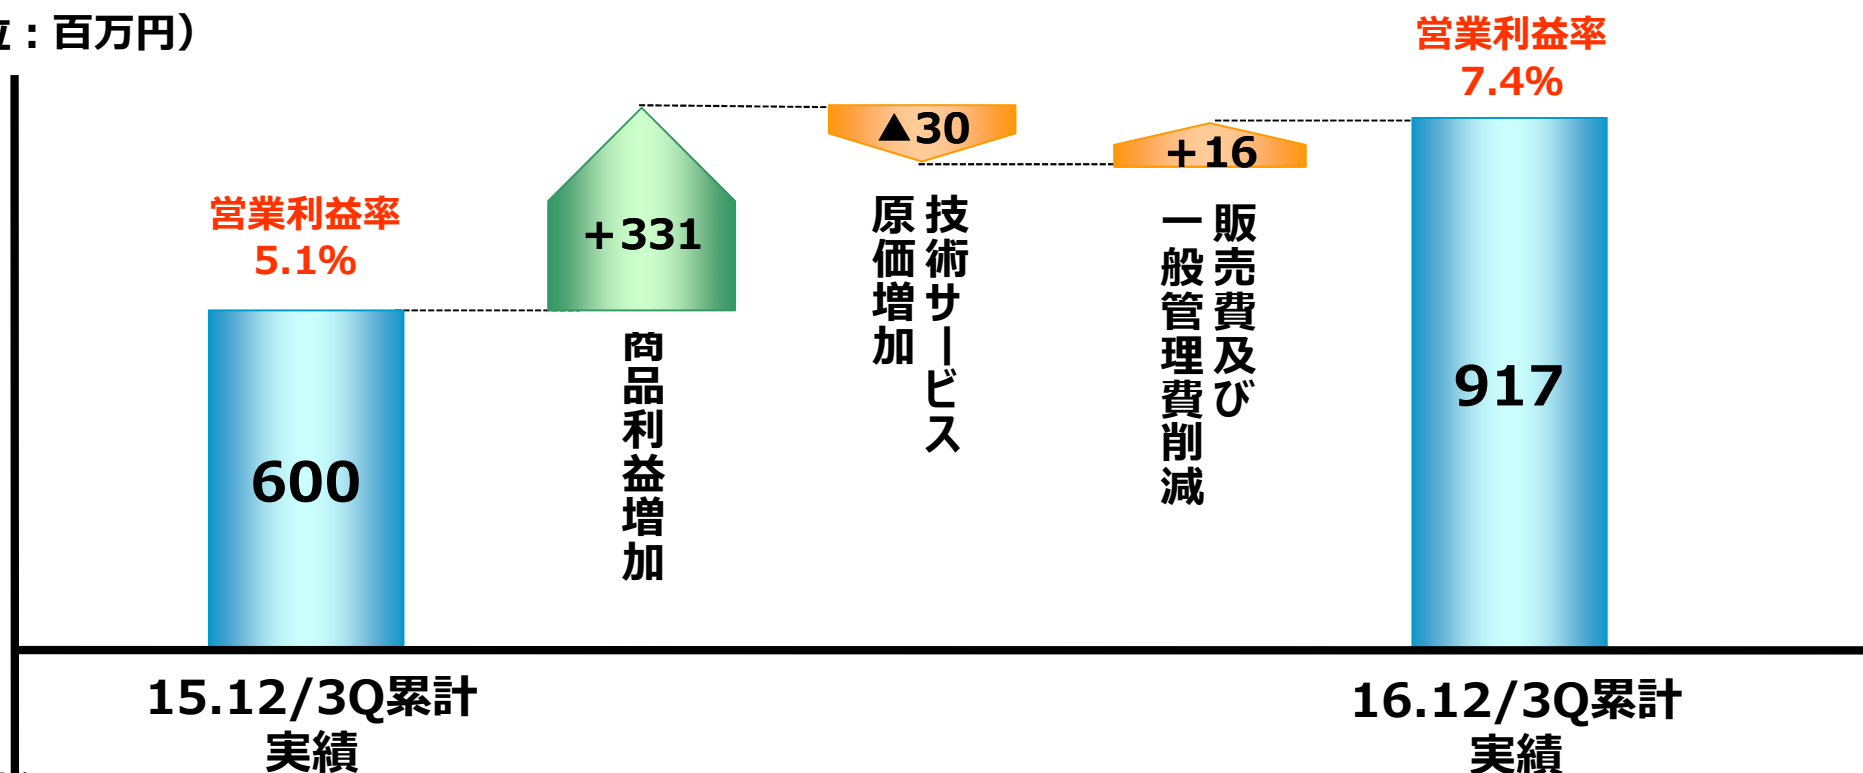 ：百万円）
営業利益率
5.1%
600
+331
商品利益増加
▲30
技術サービス
原価増加
+16
販売費及び
一般管理費削減
営業利益率
7.4%
917
15.12/3Q累計
実績
16.12/3Q累計
実績